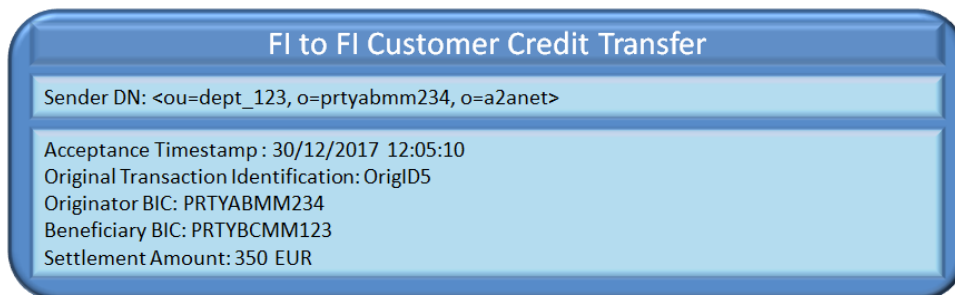 FI to FI Customer Credit Transfer
Sender DN: <ou=dept_123, o=prtyabmm234, o=a2anet>
Acceptance Timestamp : 30/12/2017 12:05:10
Original Transaction Identification: OrigID5
Originator BIC: PRTYABMM234
Beneficiary BIC: PRTYBCMM123
Settlement Amount: 350 EUR